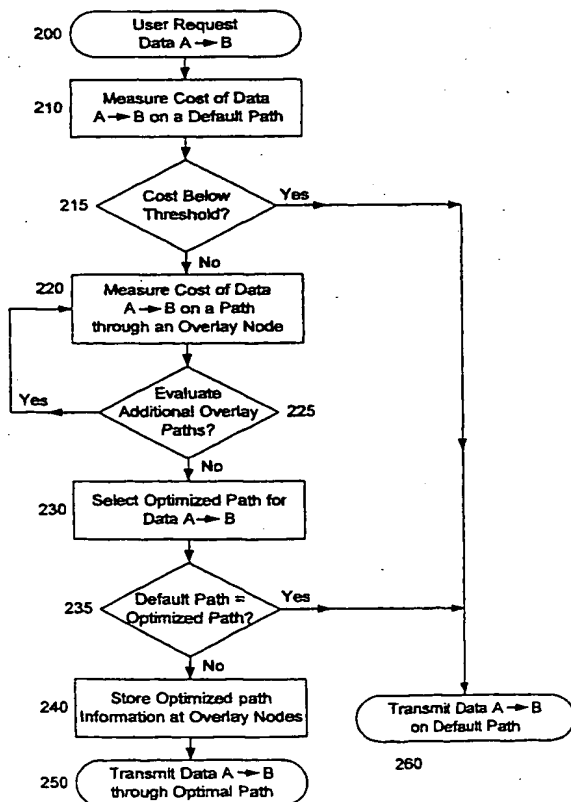 200
User Request
Data A → B
210
Measure Cost of Data
A → B on a Default Path
215
Cost Below
Threshold?
Yes
No
220
Measure Cost of Data
A → B on a Path
through an Overlay Node
Yes
Evaluate
Additional Overlay
Paths?
225
No
230
Select Optimized Path for
Data A → B
235
Default Path =
Optimized Path?
Yes
No
240
Store Optimized path
Information at Overlay Nodes
Transmit Data A → B
on Default Path
260
250
Transmit Data A → B
through Optimal Path